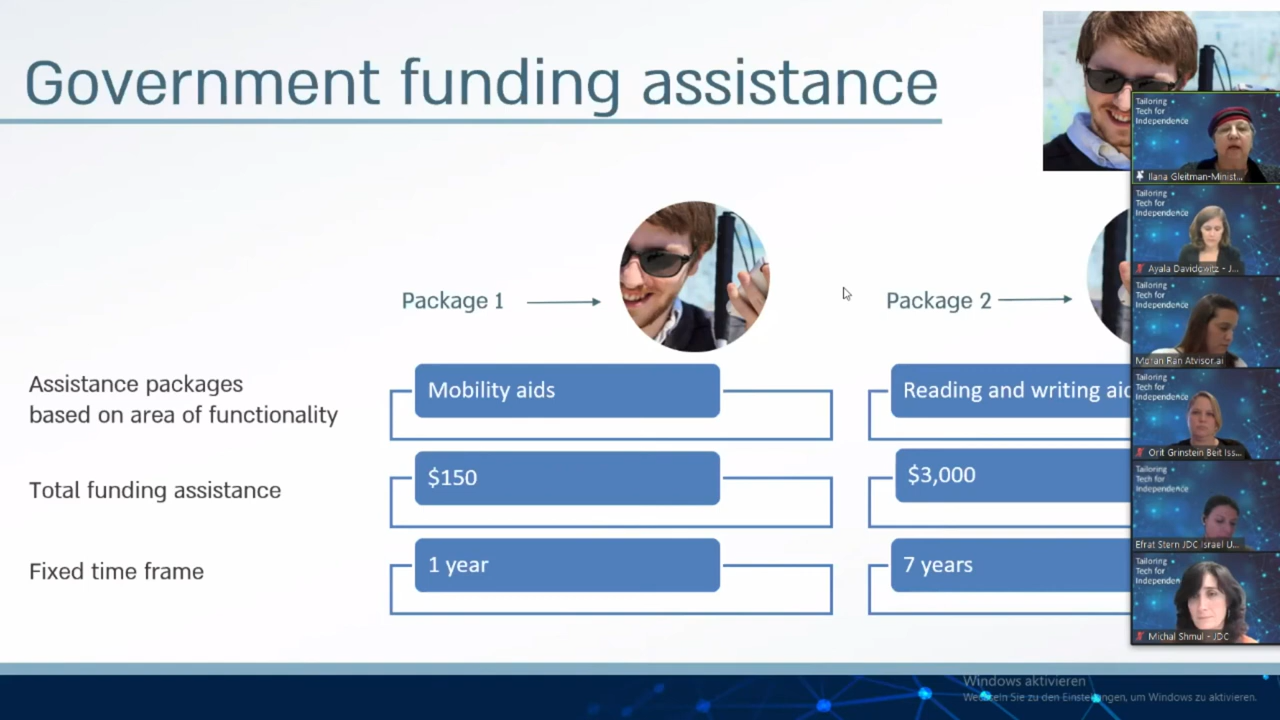 Government funding assistance
Package 1
Package 2
Assistance packages
based on area of functionality
Mobility aids
Reading and writing aid
Total funding assistance
$150
$3,000
Fixed time frame
1 year
7 years
Tailoring
Tech for
Independence
Ilana Gleitman-Minist...
Tailoring
Tech for
Independence
Ayala Davidowitz - J...
Tailoring
Tech for
Independence
Moran Ran Atvisor.ai
Tailoring
Tech for
Independence
Orit Grinstein Beit Iss...
Tailoring
Tech for
Independence
Efrat Stern JDC Israel U...
Tailoring
Tech for
Independen
Michal Shmul - JDC
Windows aktivieren
Wechseln Sie zu den Einstellungen, um Windows zu aktivieren.